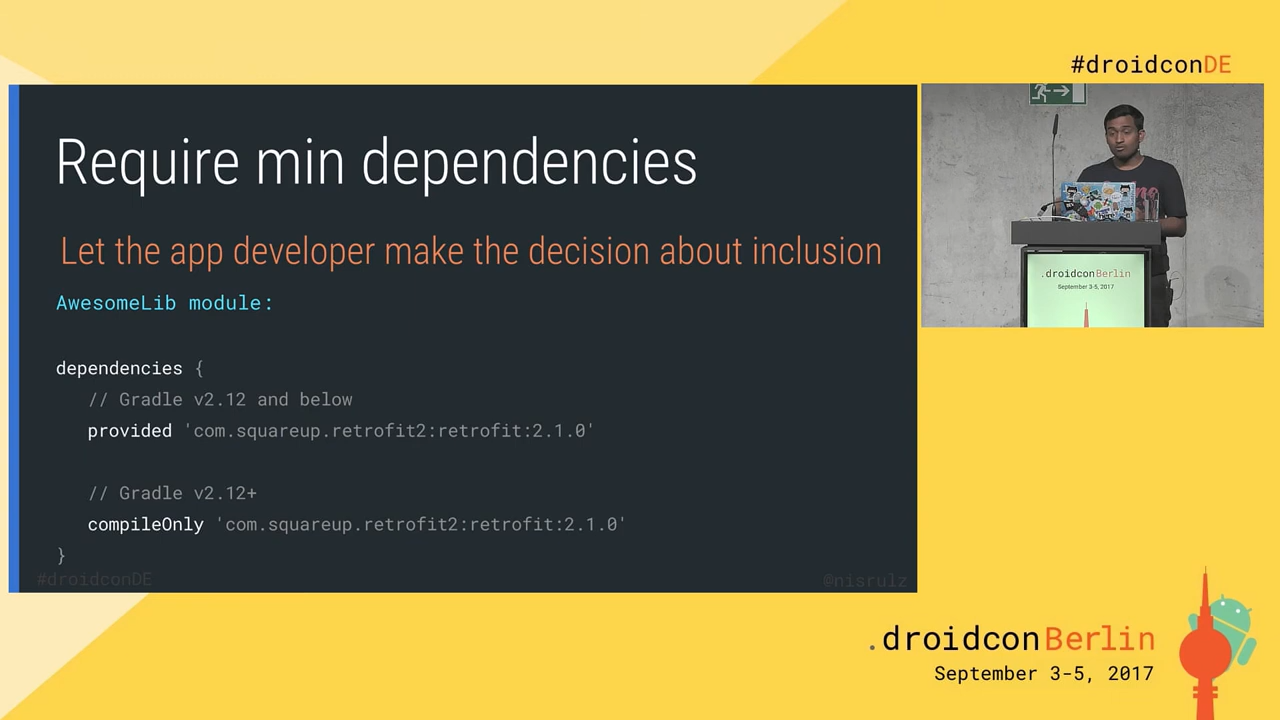 #droidconDE
Require min dependencies
Let the app developer make the decision about inclusion
AwesomeLib module:
dependencies {
// Gradle v2.12 and below
provided 'com.squareup.retrofit2:retrofit:2.1.0'
// Gradle v2.12+
compileOnly 'com.squareup.retrofit2:retrofit:2.1.0'
}
#droidconDE
@nisrulz
.droidconBerlin
September 3-5, 2017
.droidconBerlin
September 3-5, 2017